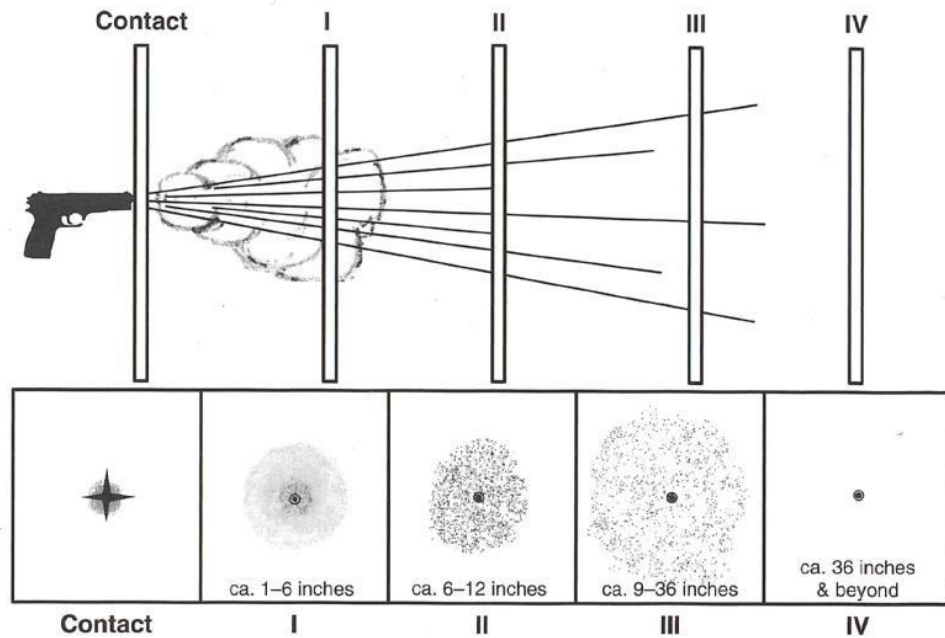 Contact I II III IV
ca. 1–6 inches ca. 6–12 inches ca. 9–36 inches ca. 36 inches
& beyond
Contact I II III IV